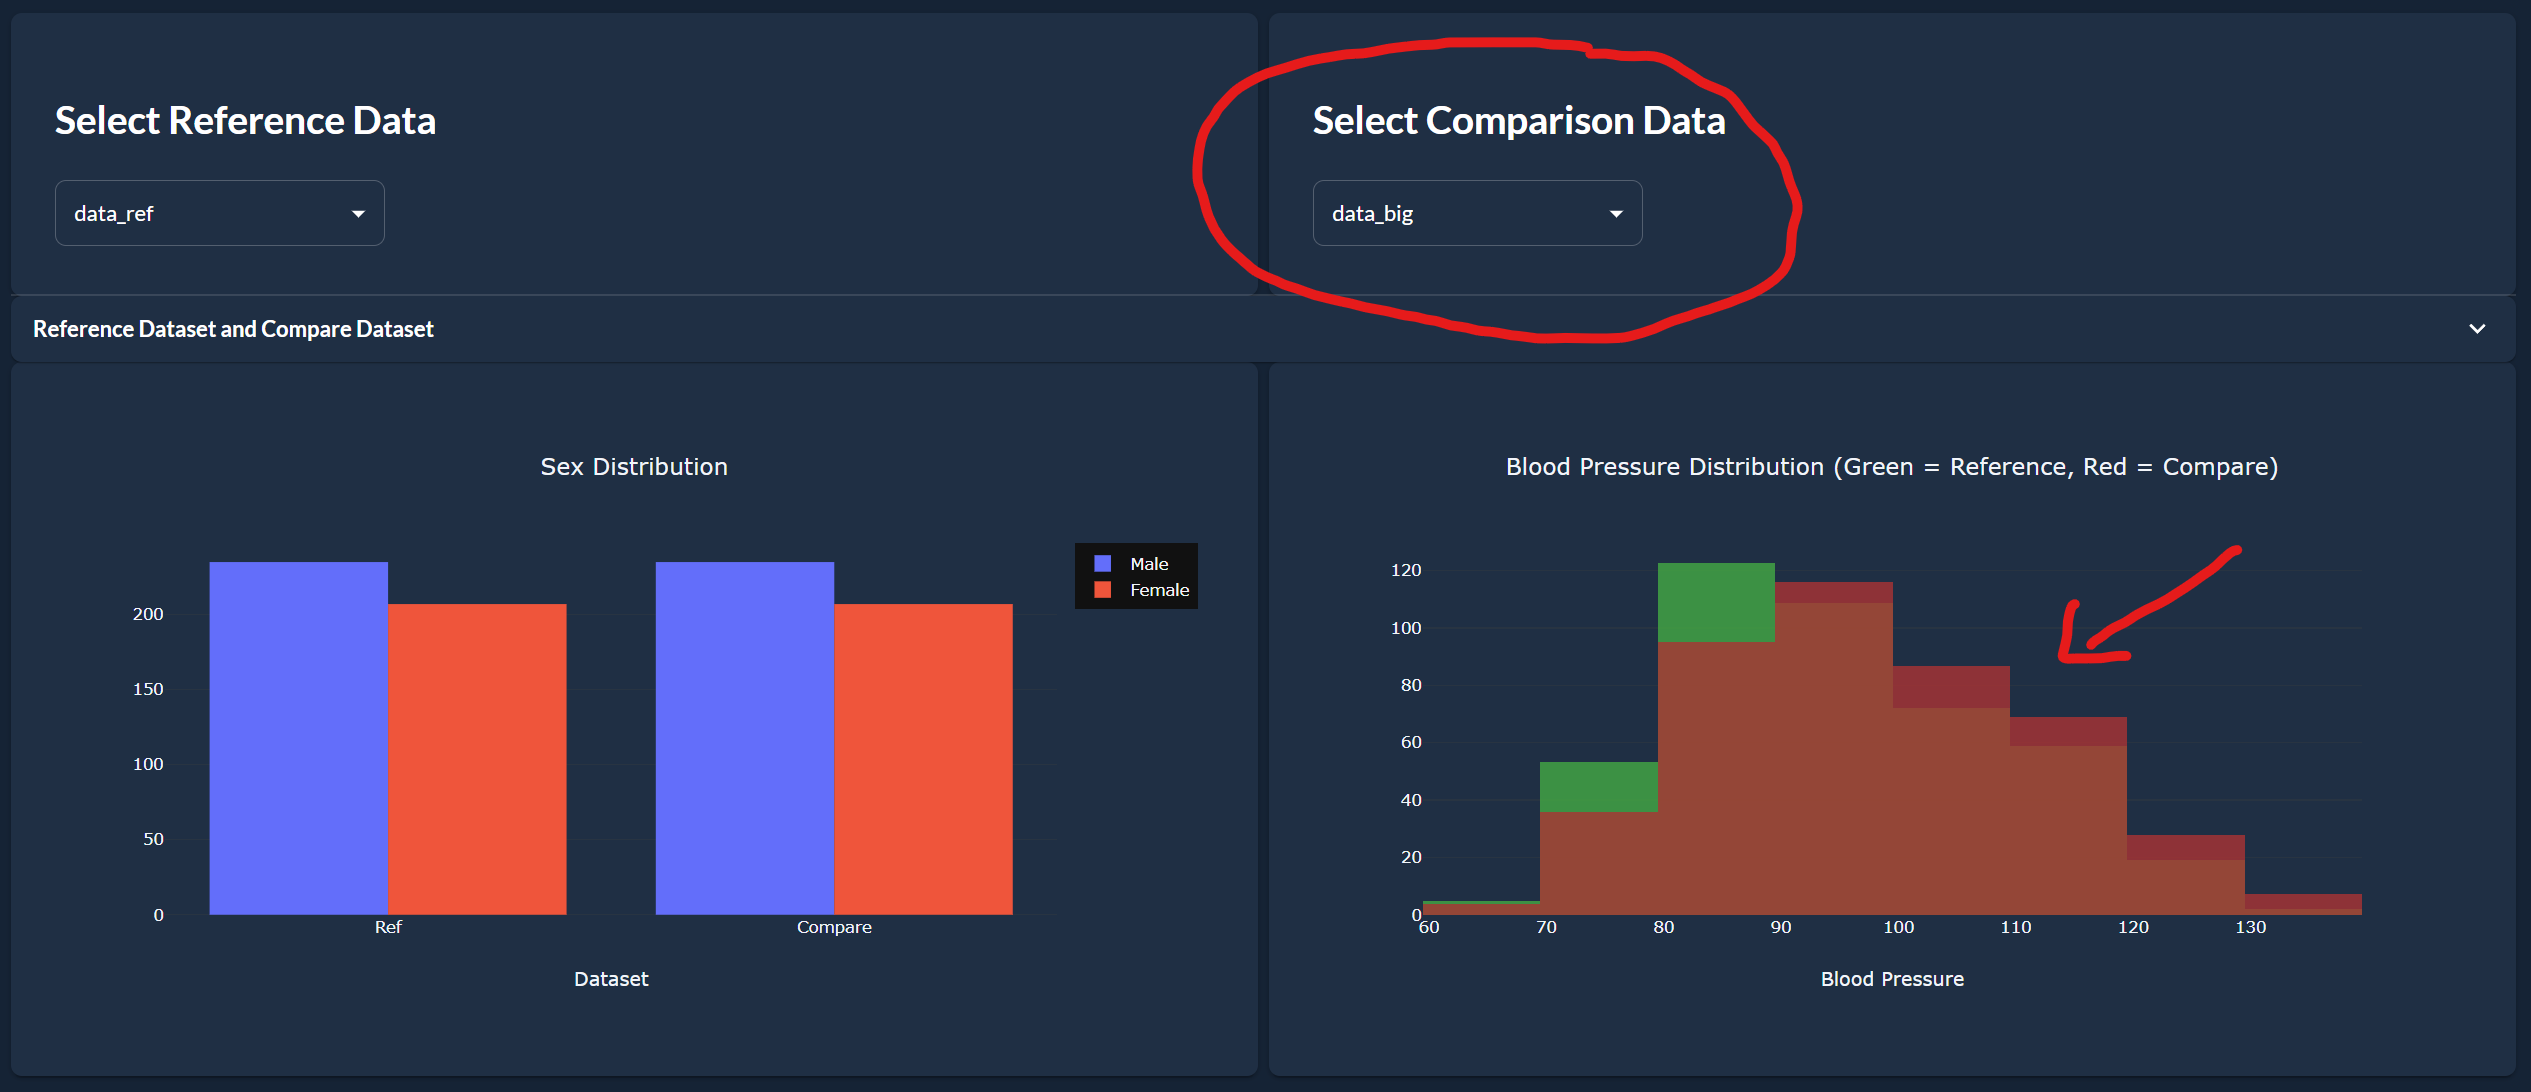 Select Reference Data
data_ref
Select Comparison Data
data_big
Reference Dataset and Compare Dataset
Sex Distribution
Male
Female
200
150
100
50
0
Ref
Compare
Dataset
Blood Pressure Distribution (Green = Reference, Red = Compare)
120
100
80
60
40
20
0
60
70
80
90
100
110
120
130
Blood Pressure